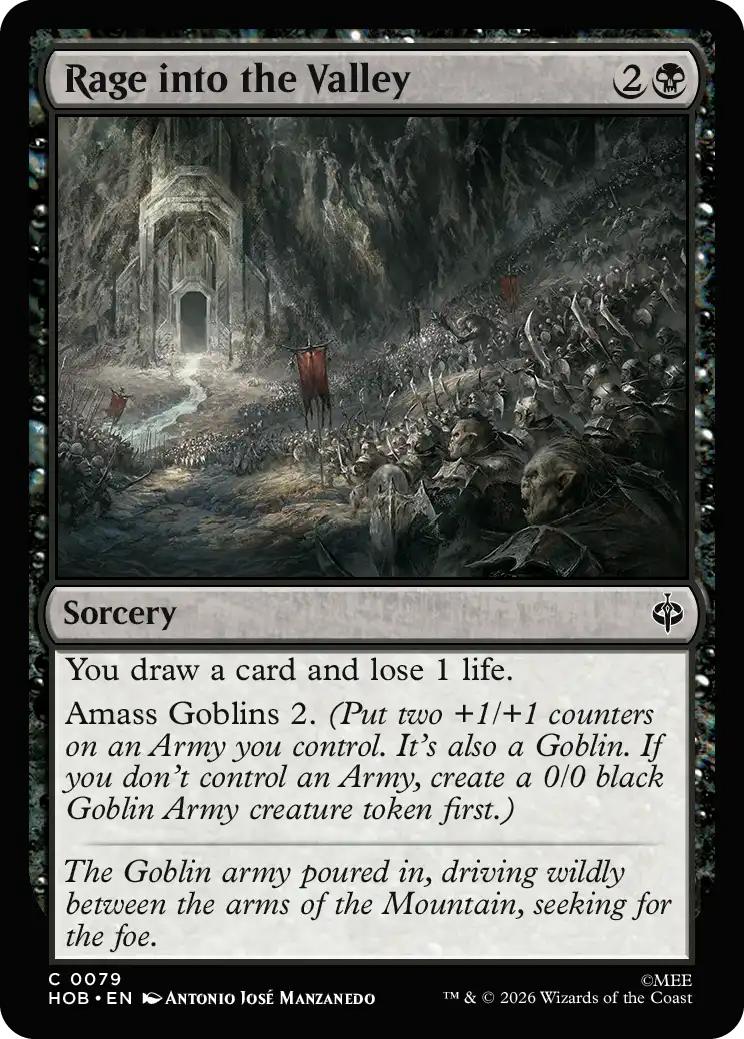 Rage into the Valley 2
Sorcery
You draw a card and lose 1 life.
Amass Goblins 2. (Put two +1/+1 counters
on an Army you control. It's also a Goblin. If
you don't control an Army, create a 0/0 black
Goblin Army creature token first.)
The Goblin army poured in, driving wildly
between the arms of the Mountain, seeking for
the foe.
C 0079
HOB • EN Antonio José Manzanedo
©MEE
™ & © 2026 Wizards of the Coast